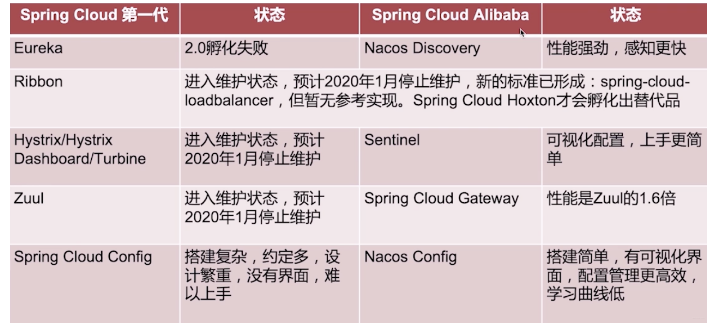 Spring Cloud 第一代 状态 Spring Cloud Alibaba 状态
Eureka 2.0孵化失败 Nacos Discovery 性能强劲，感知更快
Ribbon 进入维护状态，预计2020年1月停止维护，新的标准已形成：spring-cloud-
loadbalancer，但暂无参考实现。Spring Cloud Hoxton才会孵化出替代品
Hystrix/Hystrix
Dashboard/Turbine
进入维护状态，预计
2020年1月停止维护
Sentinel
可视化配置，上手更简
单
Zuul
进入维护状态，预计
2020年1月停止维护
Spring Cloud Gateway
性能是Zuul的1.6倍
Spring Cloud Config
搭建复杂，约定多，设
计繁重，没有界面，难
以上手
Nacos Config
搭建简单，有可视化界
面，配置管理更高效，
学习曲线低